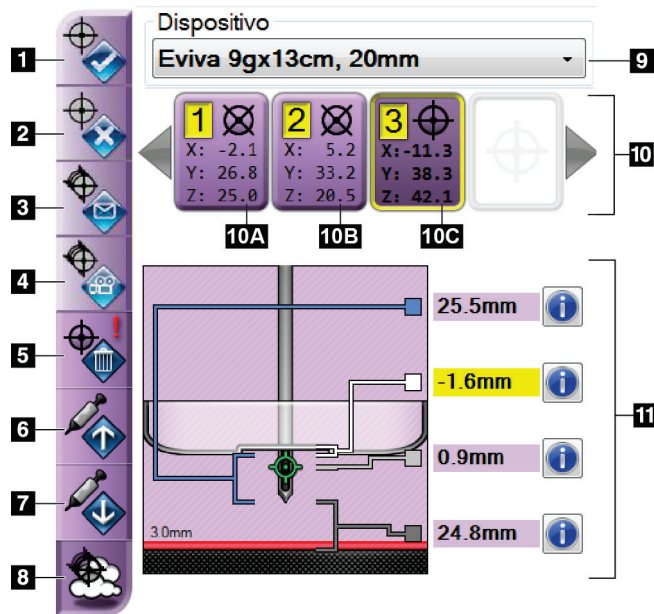 Dispositivo
1
Eviva 9gx13cm, 20mm
9
2
1
X: -2.1
Y: 26.8
Z: 25.0
2
X: 5.2
Y: 33.2
Z: 20.5
3
X:-11.3
Y: 38.3
Z: 42.1
10
3
10A
10B
10C
4
25.5mm
5
-1.6mm
6
11
0.9mm
7
3.0mm
24.8mm
8